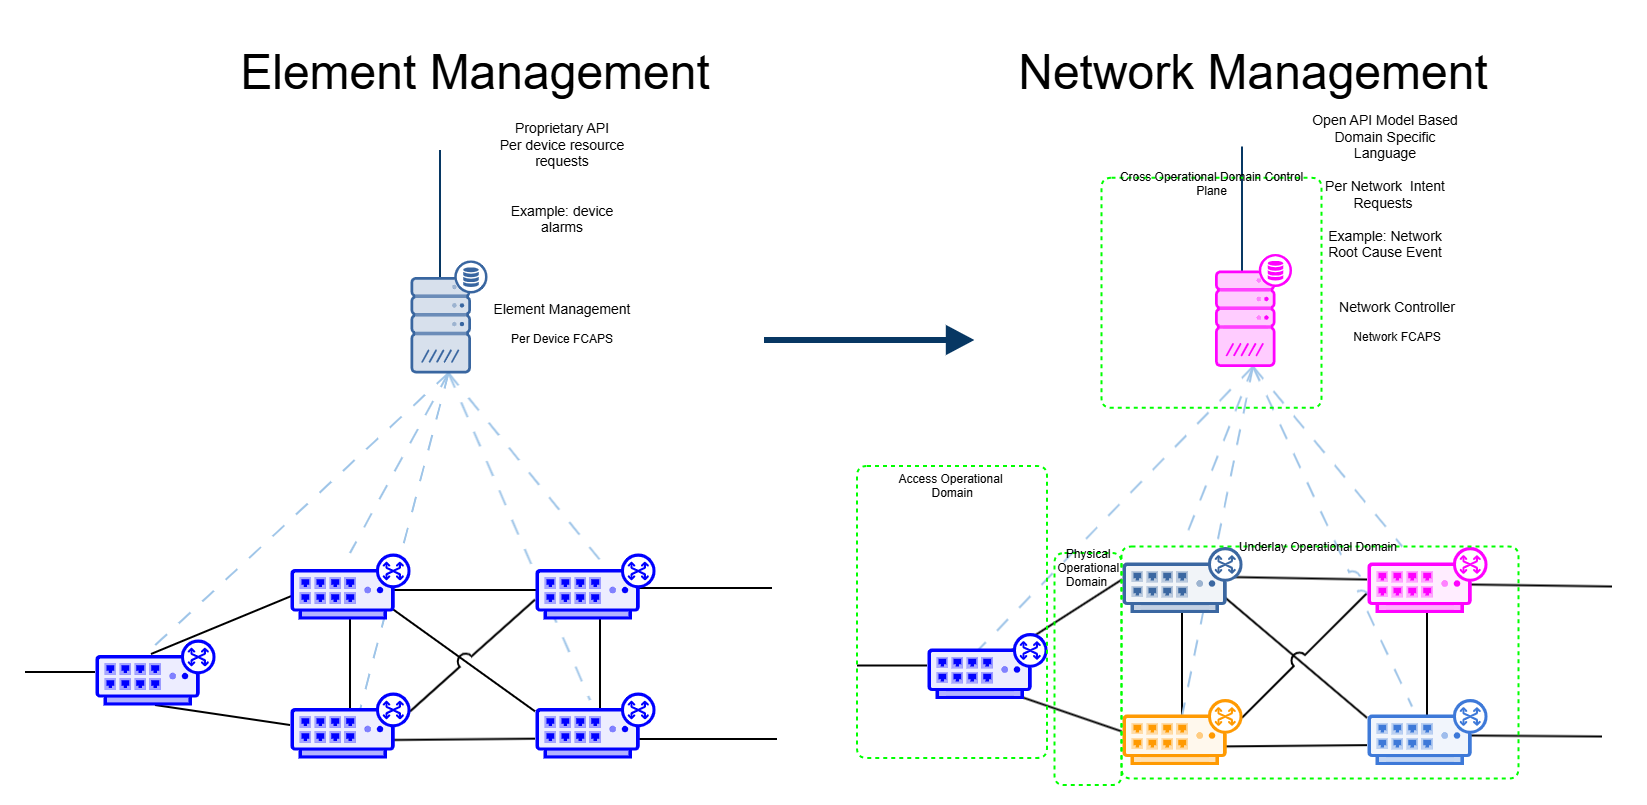 Element Management
Proprietary API
Per device resource
requests
Example: device
alarms
Element Management
Per Device FCAPS
Network Management
Open API Model Based
Domain Specific
Language
Per Network Intent
Requests
Example: Network
Root Cause Event
Cross Operational Domain Control
Plane
Network Controller
Network FCAPS
Access Operational
Domain
Physical
Operational
Domain
Underlay Operational Domain